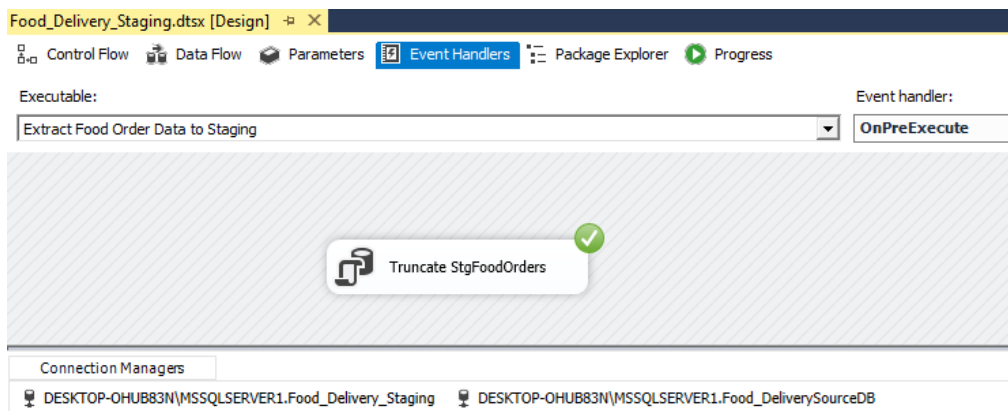 Food_Delivery_Staging.dtsx [Design]
Control Flow Data Flow Parameters Event Handlers Package Explorer Progress
Executable: Event handler:
Extract Food Order Data to Staging OnPreExecute
Truncate StgFoodOrders
Connection Managers
DESKTOP-OHUB83N\MSSQLSERVER1.Food_Delivery_Staging DESKTOP-OHUB83N\MSSQLSERVER1.Food_DeliverySourceDB